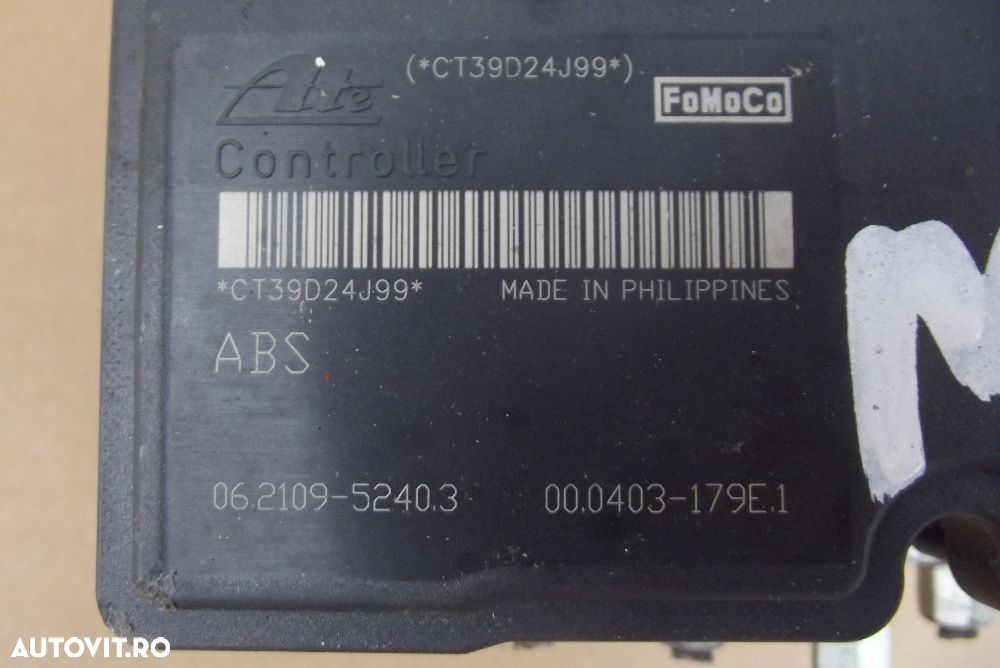 (*CT39D24J99*)
Ate
FoMoCo
Controller
*CT39D24J99* MADE IN PHILIPPINES
ABS
06.2109-5240.3 00.0403-179E.1
AUTOVIT.RO